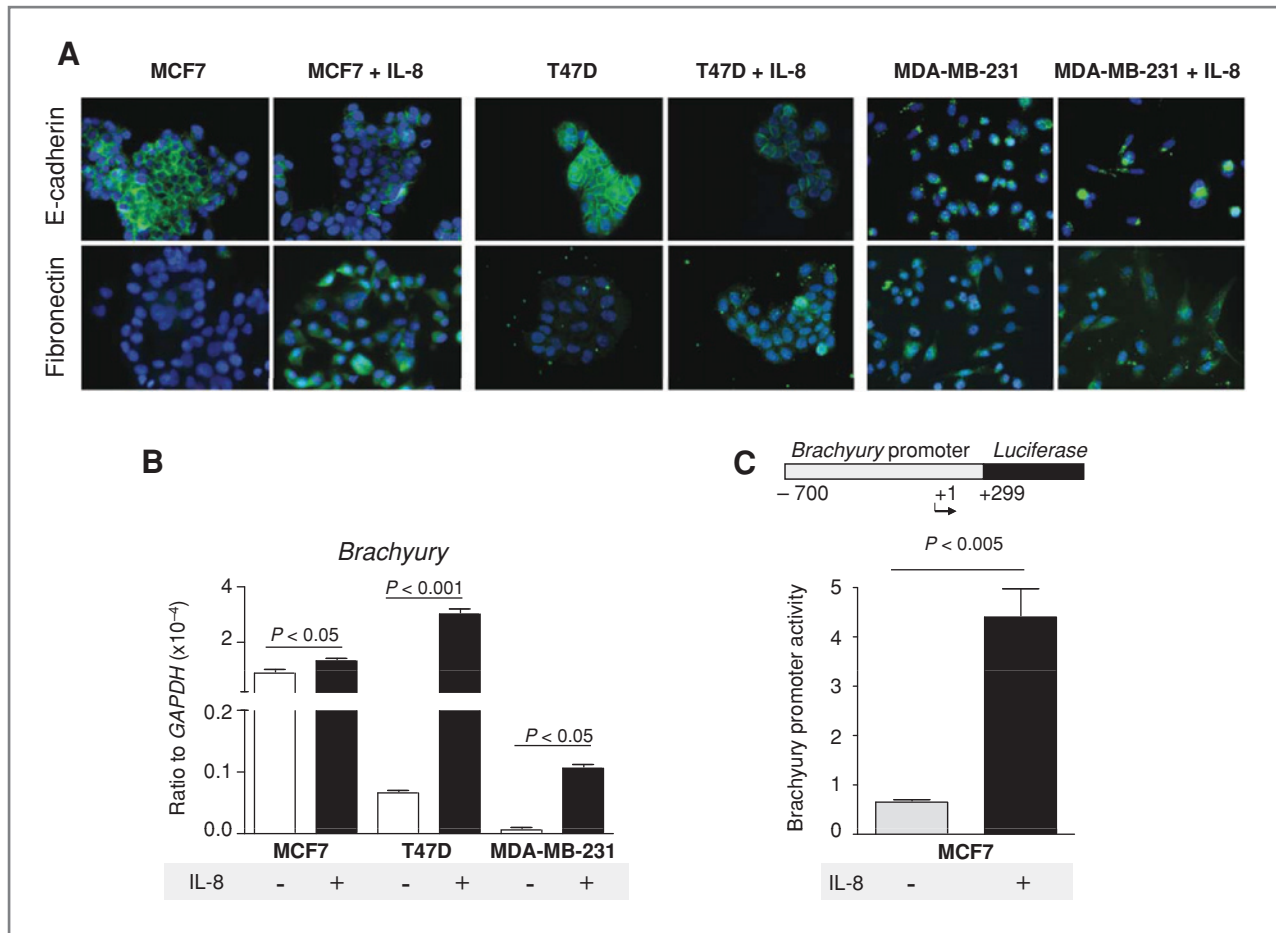 A
MCF7 MCF7 + IL-8 T47D T47D + IL-8 MDA-MB-231 MDA-MB-231 + IL-8
E-cadherin
Fibronectin
B
Brachyury
Ratio to GAPDH (x10⁻⁴)
4
2
0.2
0.1
0.0
P < 0.05
P < 0.001
P < 0.05
MCF7 T47D MDA-MB-231
IL-8 - + - + - +
C
Brachyury promoter Luciferase
– 700 +1 +299
P < 0.005
Brachyury promoter activity
5
4
3
2
1
0
MCF7
IL-8 - +